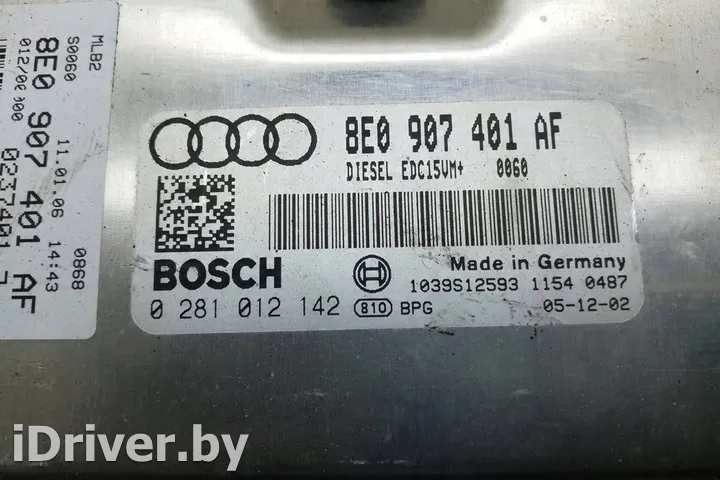 MLB2
S0060
8E0 907 401 AF
11.01.06 14:43
0868
8E0 907 401 AF
DIESEL EDC15VM+ 0060
BOSCH
Made in Germany
1039S12593 1154 0487
0 281 012 142 810 BPG 05-12-02
iDriver.by